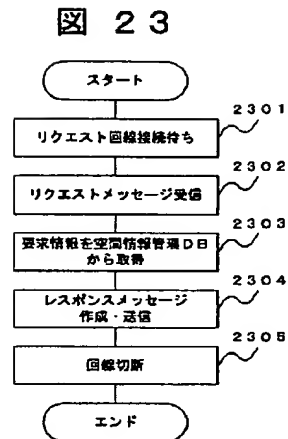 図 23
スタート
2301
リクエスト回線接続待ち
2302
リクエストメッセージ受信
2303
要求情報を空間情報管理DB
から取得
2304
レスポンスメッセージ
作成・送信
2305
回線切断
エンド